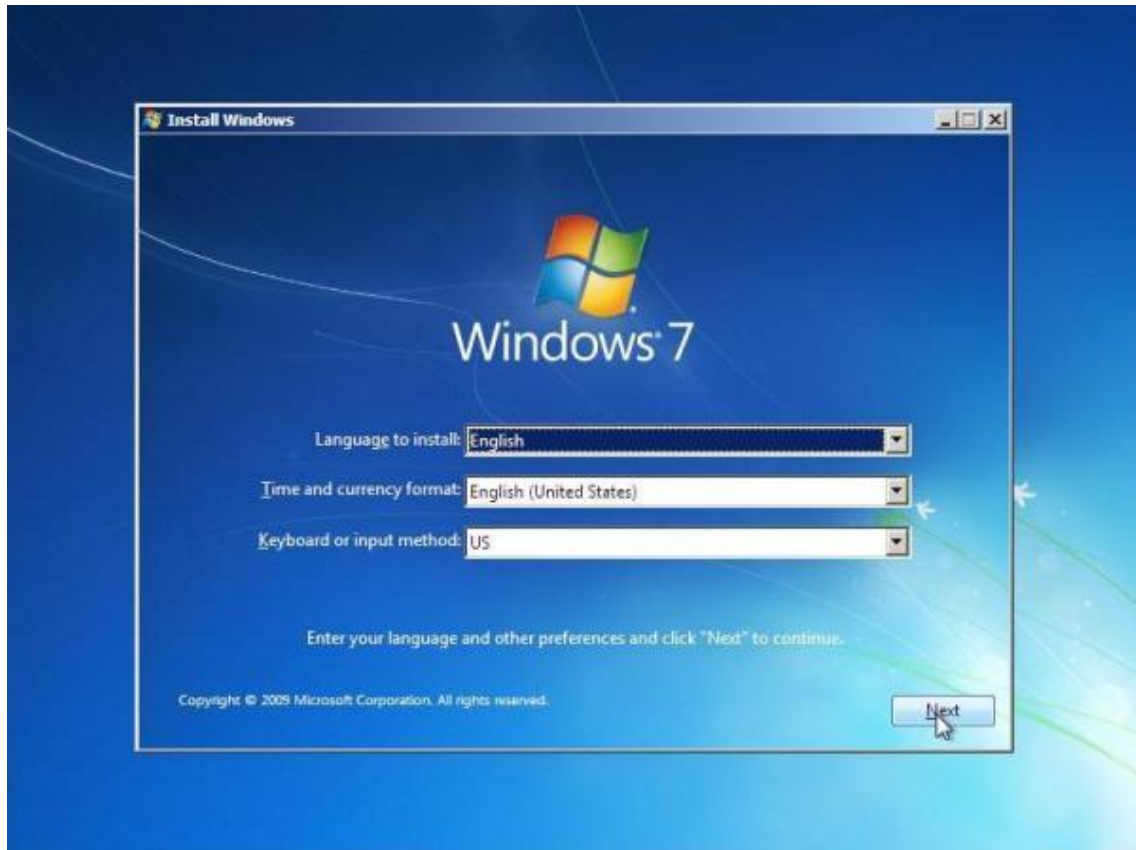 Install Windows
Windows 7
Language to install: English
Time and currency format: English (United States)
Keyboard or input method: US
Enter your language and other preferences and click "Next" to continue.
Copyright © 2009 Microsoft Corporation. All rights reserved.
Next